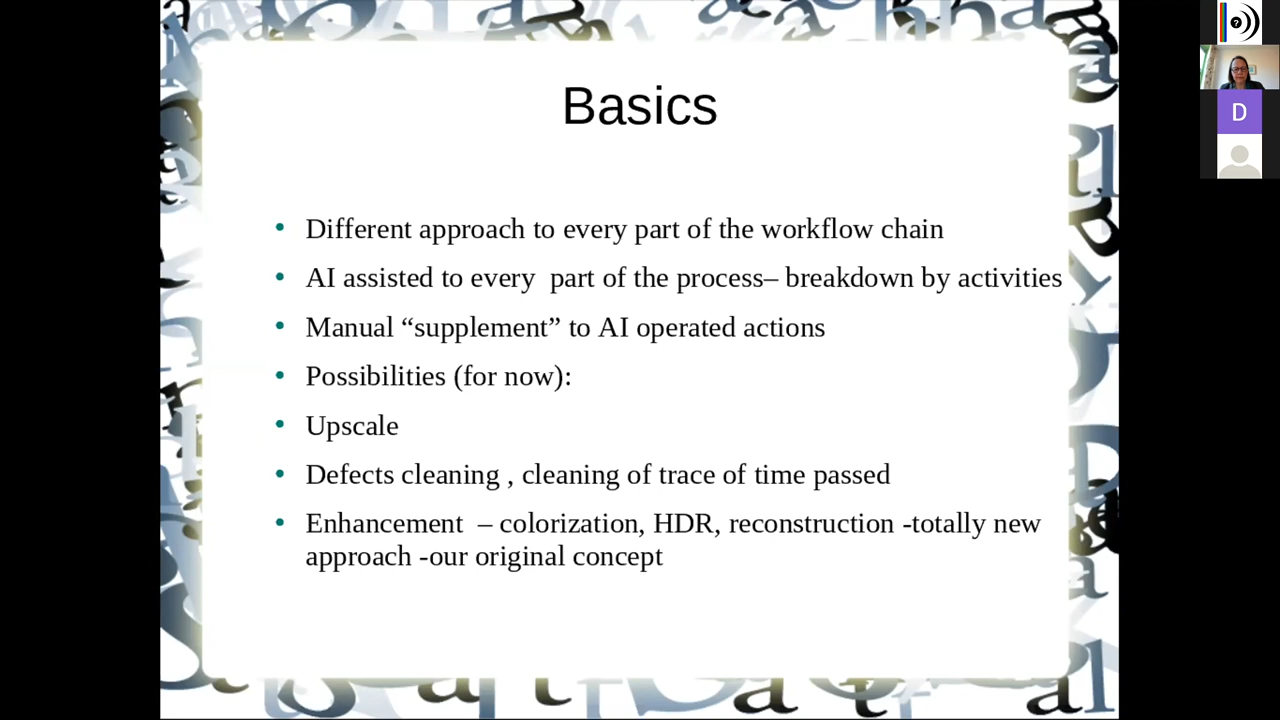 Basics
• Different approach to every part of the workflow chain
• AI assisted to every  part of the process– breakdown by activities
• Manual “supplement” to AI operated actions
• Possibilities (for now):
• Upscale
• Defects cleaning , cleaning of trace of time passed
• Enhancement  – colorization, HDR, reconstruction -totally new
approach -our original concept
D